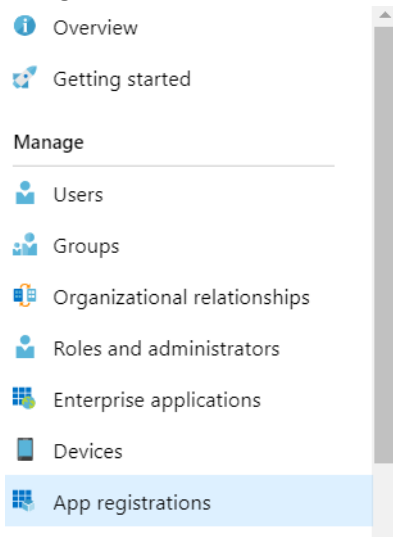 Overview
Getting started
Manage
Users
Groups
Organizational relationships
Roles and administrators
Enterprise applications
Devices
App registrations